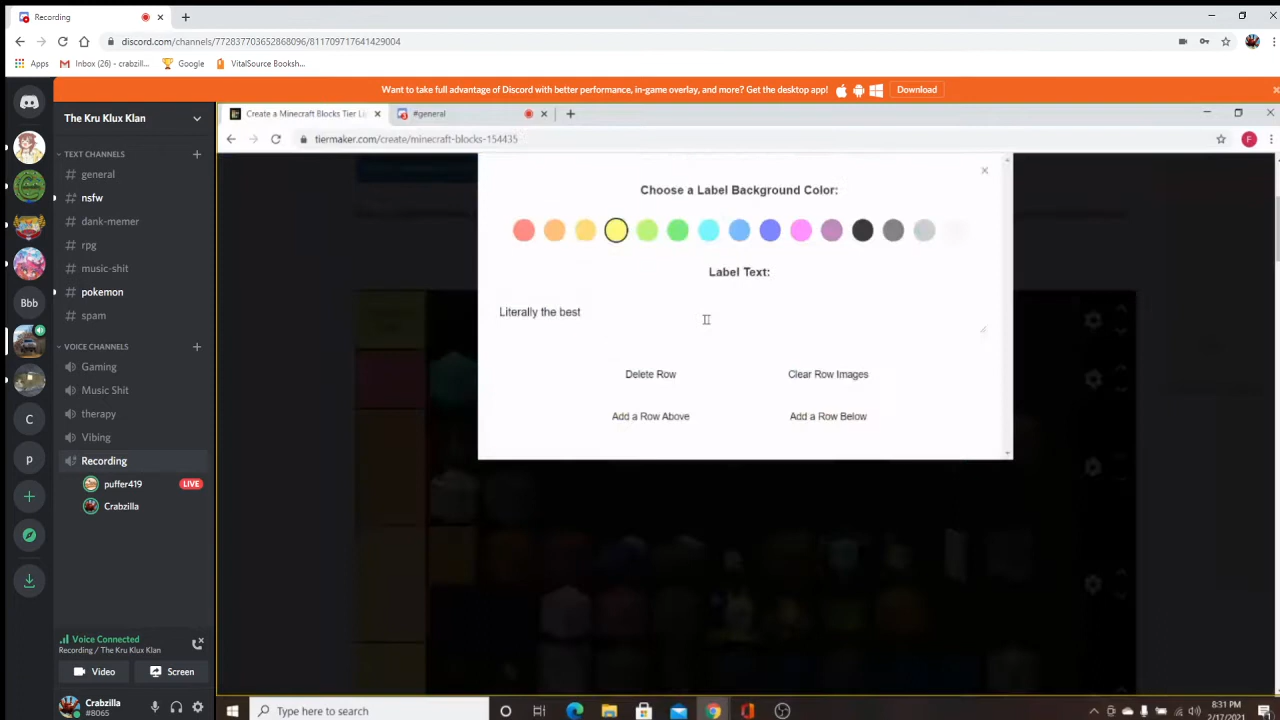 Recording
discord.com/channels/772837703652868096/811709717641429004
Apps
Inbox (26) - crabzill...
Google
VitalSource Booksh...
Want to take full advantage of Discord with better performance, in-game overlay, and more? Get the desktop app!
Download
The Kru Klux Klan
Create a Minecraft Blocks Tier Li
#general
tiermaker.com/create/minecraft-blocks-154435
F
TEXT CHANNELS
general
nsfw
dank-memer
rpg
music-shit
pokemon
spam
Bbb
VOICE CHANNELS
Gaming
Music Shit
therapy
Vibing
Recording
puffer419
LIVE
Crabzilla
C
p
Choose a Label Background Color:
Label Text:
Literally the best
Delete Row
Clear Row Images
Add a Row Above
Add a Row Below
Voice Connected
Recording / The Kru Klux Klan
Video
Screen
Crabzilla
#8065
Type here to search
8:31 PM
2/17/2021